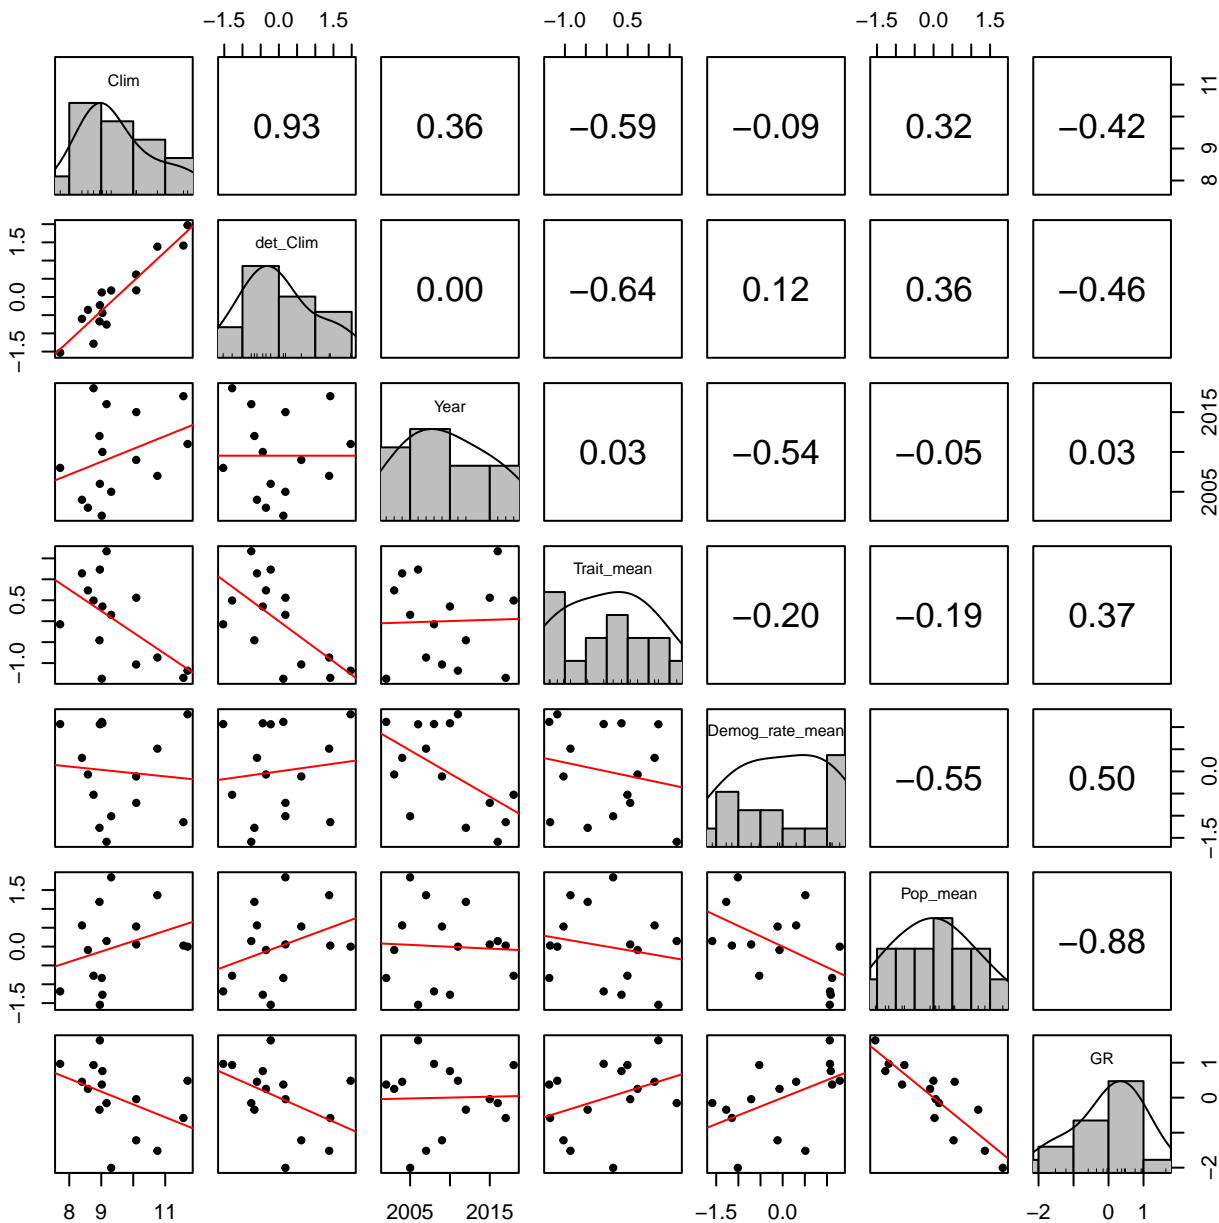 −1.5 0.0 1.5 −1.0 0.5 −1.5 0.0 1.5
Clim 0.93 0.36 −0.59 −0.09 0.32 −0.42 8 9 11
−1.5 0.0 1.5 det_Clim 0.00 −0.64 0.12 0.36 −0.46
Year 0.03 −0.54 −0.05 0.03 2005 2015
−1.0 0.5 Trait_mean −0.20 −0.19 0.37
Demog_rate_mean −0.55 0.50 −1.5 0.0
−1.5 0.0 1.5 Pop_mean −0.88
GR −2 0 1
8 9 11 2005 2015 −1.5 0.0 −2 0 1